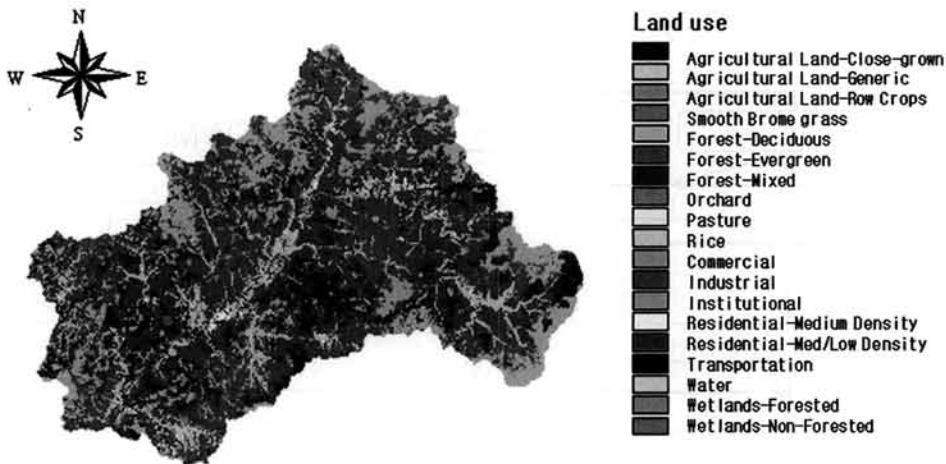 N
W E
S
Land use
Agricultural Land-Close-grown
Agricultural Land-Generic
Agricultural Land-Row Crops
Smooth Brome grass
Forest-Deciduous
Forest-Evergreen
Forest-Mixed
Orchard
Pasture
Rice
Commercial
Industrial
Institutional
Residential-Medium Density
Residential-Med/Low Density
Transportation
Water
Wetlands-Forested
Wetlands-Non-Forested